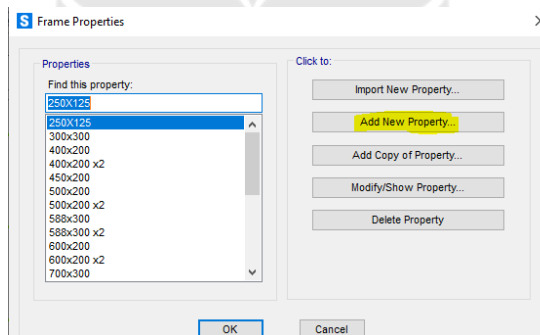 S Frame Properties
Properties
Find this property:
250X125
250X125
300x300
400x200
400x200 x2
450x200
500x200
500x200 x2
588x300
588x300 x2
600x200
600x200 x2
700x300
Click to:
Import New Property...
Add New Property...
Add Copy of Property...
Modify/Show Property...
Delete Property
OK
Cancel